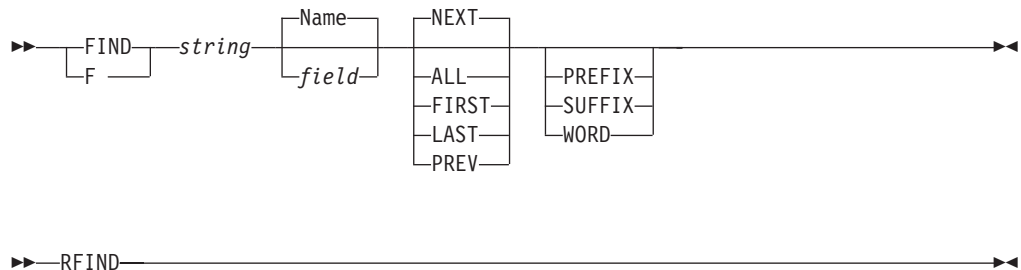 Name NEXT
FIND string
F field ALL PREFIX
FIRST SUFFIX
LAST WORD
PREV
RFIND